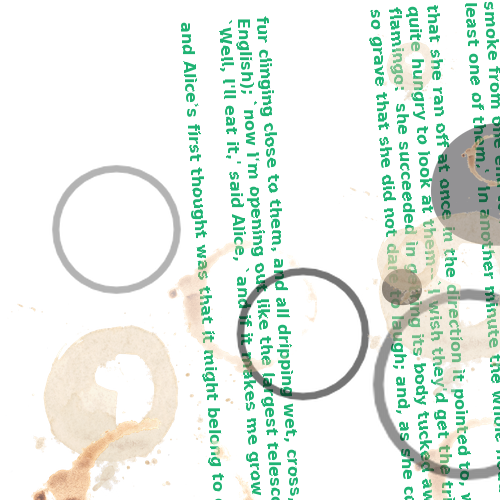 smoke from one
least one of them. In another minute the whole
that she ran off at once in the direction it pointed to,
quite hungry to look at them--`I wish they'd get the
flamingo: she succeeded in getting its body tucked
so grave that she did not dare to laugh; and, as she
fur clinging close to them, and all dripping wet, cross,
English); `now I'm opening out like the largest
`Well, I'll eat it,' said Alice, `and if it makes me grow
and Alice's first thought was that it might belong to